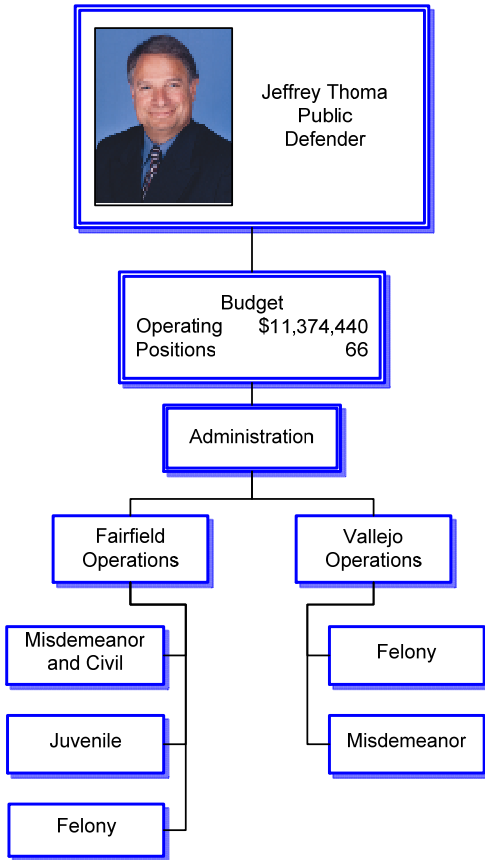 Jeffrey Thoma
Public
Defender
Budget
Operating $11,374,440
Positions 66
Administration
Fairfield
Operations
Vallejo
Operations
Misdemeanor
and Civil
Felony
Juvenile
Misdemeanor
Felony